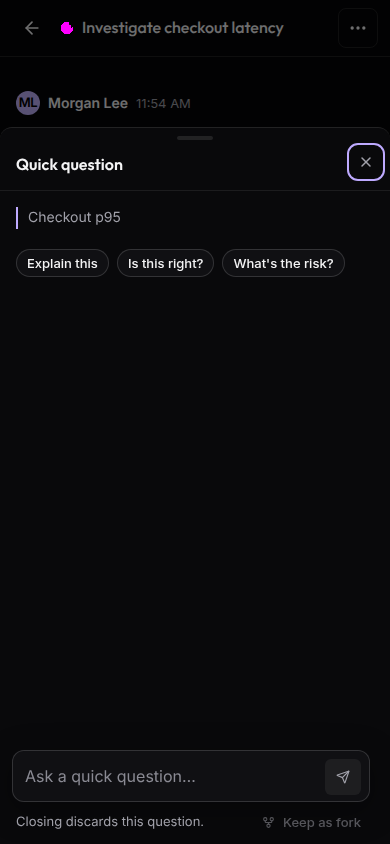 Investigate checkout latency
ML Morgan Lee 11:54 AM
Quick question
Checkout p95
Explain this Is this right? What's the risk?
Ask a quick question...
Closing discards this question. Keep as fork